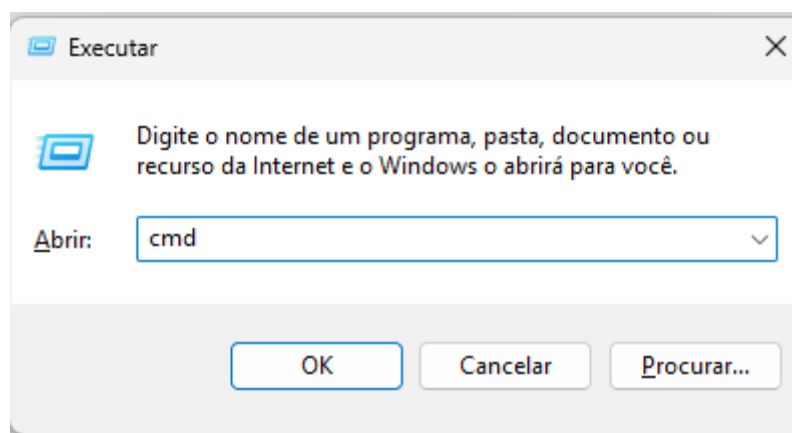 Executar
Digite o nome de um programa, pasta, documento ou
recurso da Internet e o Windows o abrirá para você.
Abrir: cmd
OK Cancelar Procurar...